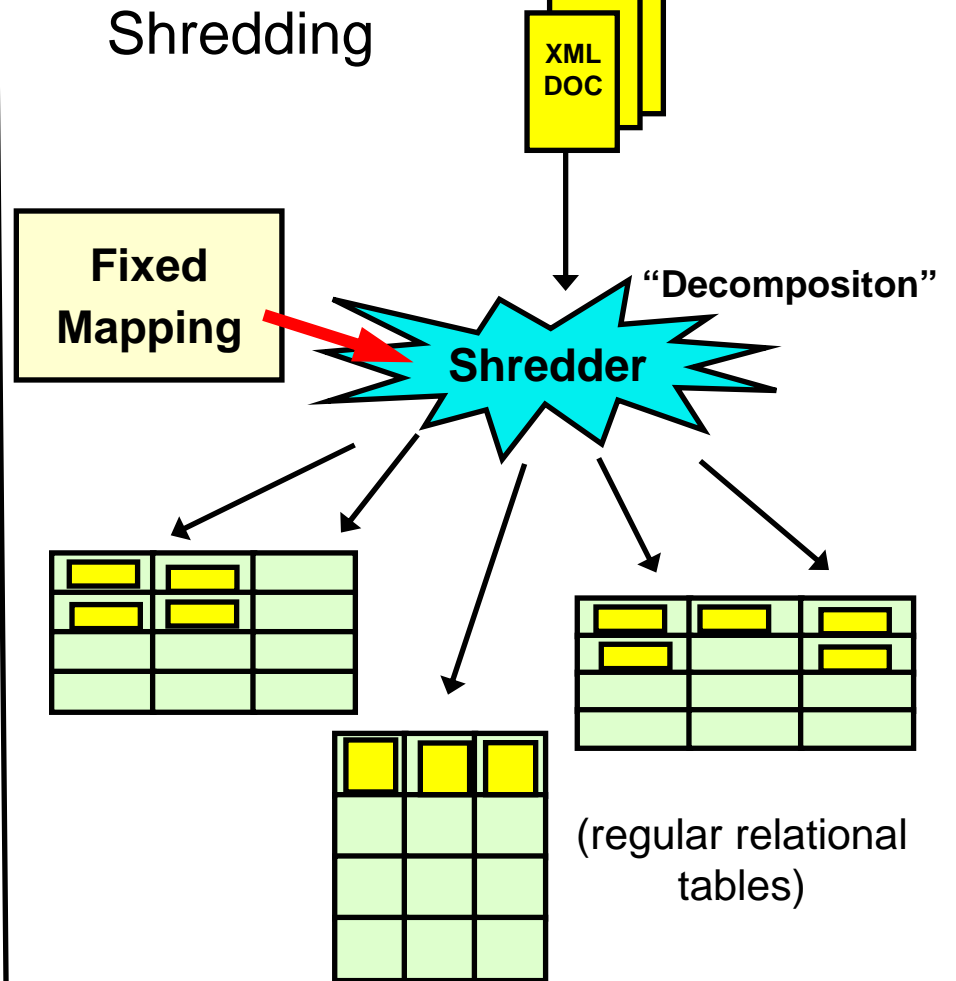 Shredding
XML
DOC
Fixed
Mapping
“Decompositon”
Shredder
(regular relational
tables)